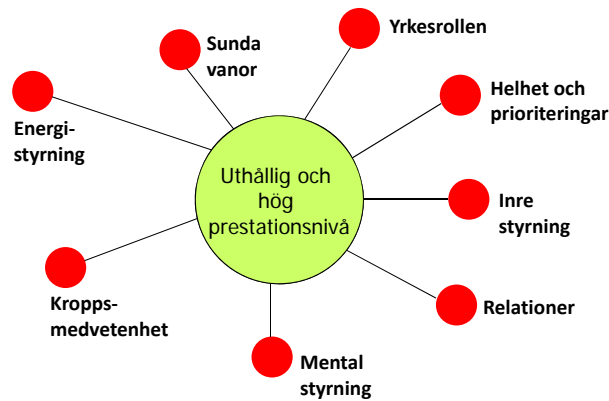 Yrkesrollen
Sunda
vanor
Helhet och
prioriteringar
Energi-
styrning
Uthållig och
hög
prestationsnivå
Inre
styrning
Relationer
Kropps-
medvetenhet
Mental
styrning